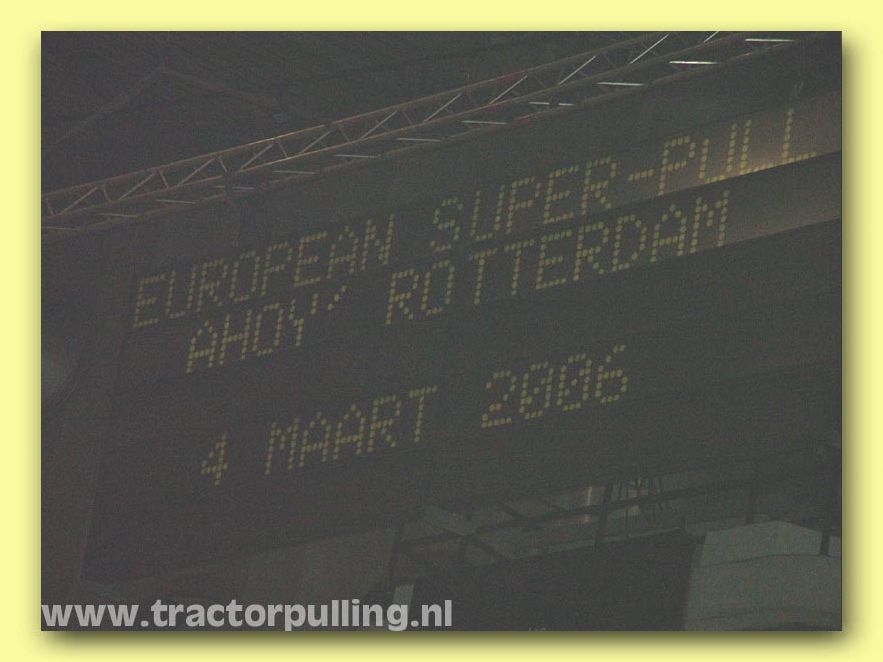 EUROPEAN SUPER-PULL
AHOY' ROTTERDAM
4 MAART 2006
www.tractorpulling.nl